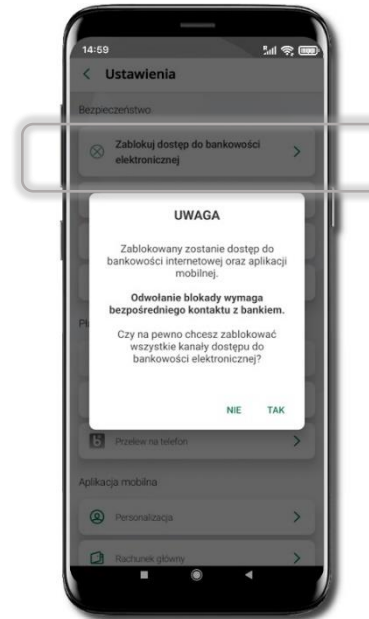 14:59
Ustawienia
Bezpieczeństwo
Zablokuj dostęp do bankowości
elektronicznej
UWAGA
Zablokowany zostanie dostęp do
bankowości internetowej oraz aplikacji
mobilnej.
Odwołanie blokady wymaga
bezpośredniego kontaktu z bankiem.
Czy na pewno chcesz zablokować
wszystkie kanały dostępu do
bankowości elektronicznej?
NIE TAK
Przelew na telefon
Aplikacja mobilna
Personalizacja
Rachunek główny